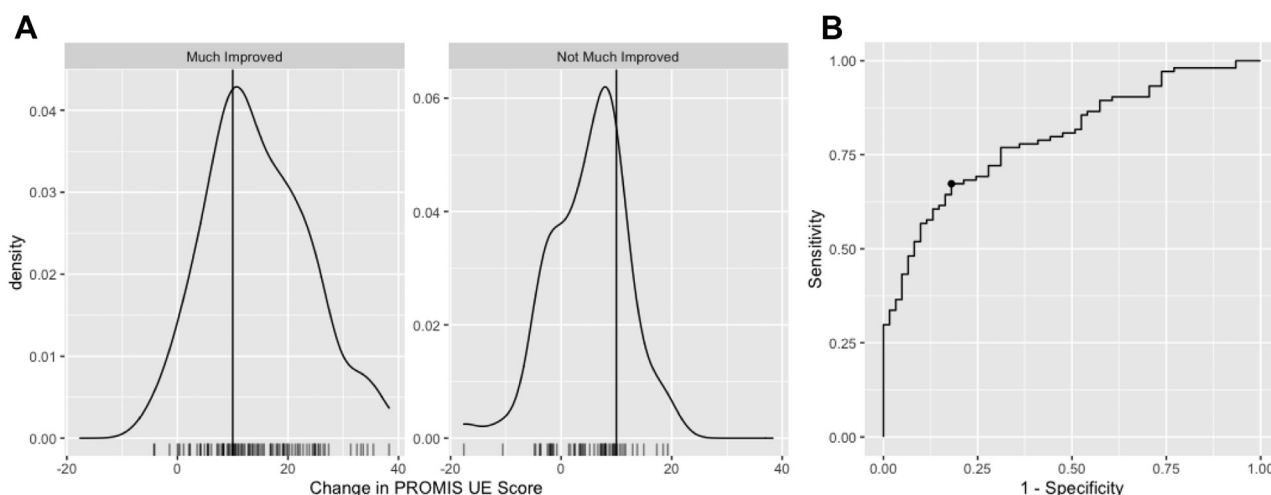 A
B
Much Improved
Not Much Improved
density
0.04
0.03
0.02
0.01
0.00
-20 0 20 40
0.06
0.04
0.02
0.00
-20 0 20 40
Change in PROMIS UE Score
Sensitivity
1.00
0.75
0.50
0.25
0.00
0.00 0.25 0.50 0.75 1.00
1 - Specificity